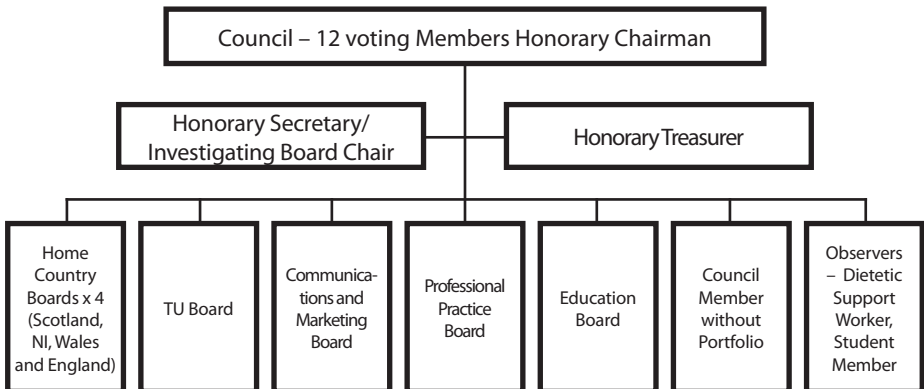 Council – 12 voting Members Honorary Chairman
Honorary Secretary/
Investigating Board Chair
Honorary Treasurer
Home
Country
Boards x 4
(Scotland,
NI, Wales
and England)
TU Board
Communica-
tions and
Marketing
Board
Professional
Practice
Board
Education
Board
Council
Member
without
Portfolio
Observers
– Dietetic
Support
Worker,
Student
Member